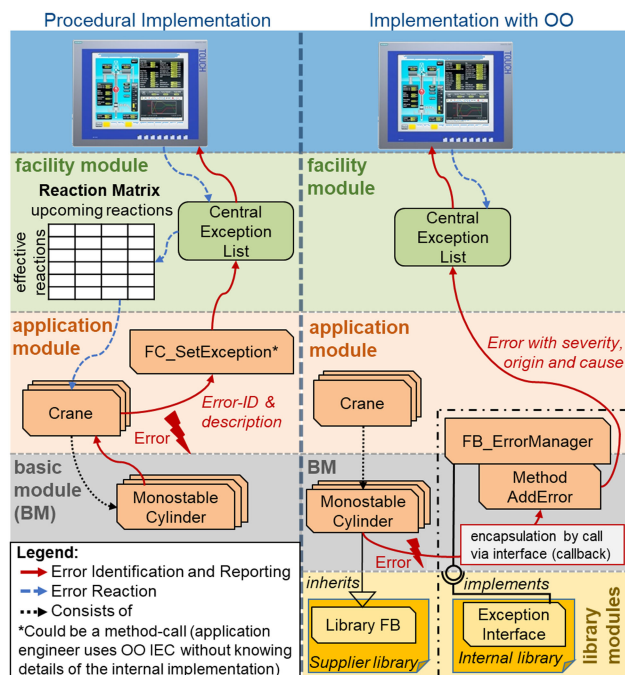 Procedural Implementation
TOUCH
facility module
Reaction Matrix
upcoming reactions
effective
reactions
Central
Exception
List
application
module
FC_SetException*
Crane
Error-ID &
description
Error
basic
module
(BM)
Monostable
Cylinder
Legend:
Error Identification and Reporting
Error Reaction
Consists of
*Could be a method-call (application
engineer uses OO IEC without knowing
details of the internal implementation)
Implementation with OO
TOUCH
facility
module
Central
Exception
List
application
module
Error with severity,
origin and cause
Crane
FB_ErrorManager
Method
AddError
BM
Monostable
Cylinder
Error
encapsulation by call
via interface (callback)
inherits
implements
Library FB
Supplier library
Exception
Interface
Internal library
library
modules